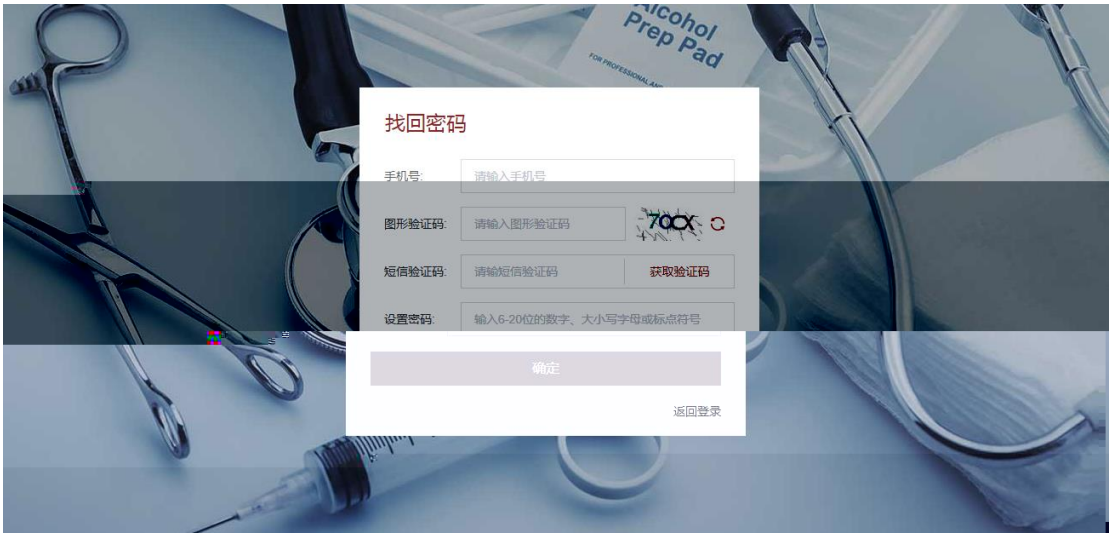 Alcohol
Prep Pad
找回密码
手机号:
请输入手机号
图形验证码:
请输入图形验证码
70CX
短信验证码:
请输短信验证码
获取验证码
设置密码:
输入6-20位的数字、大小写字母或标点符号
确定
返回登录